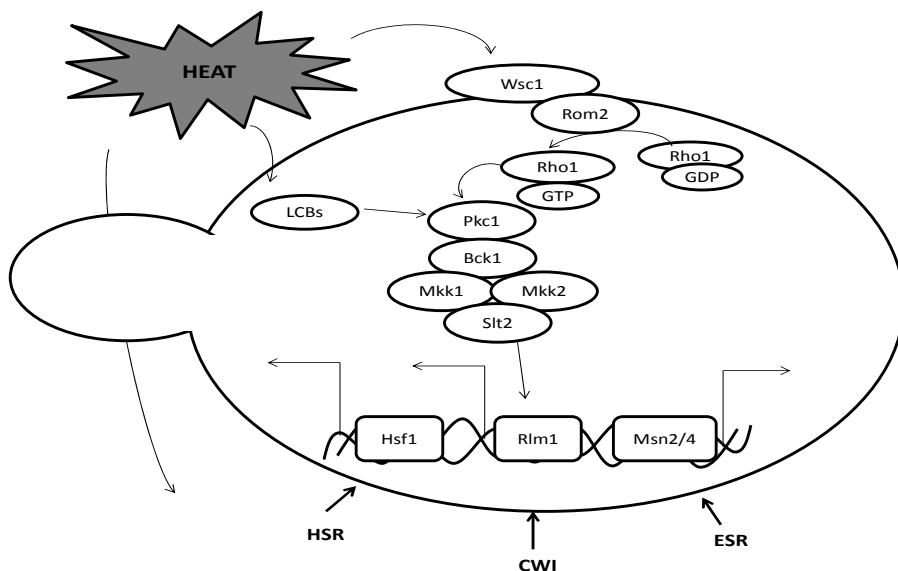 HEAT
Wsc1
Rom2
Rho1
GTP
Rho1
GDP
LCBs
Pkc1
Bck1
Mkk1
Mkk2
Slt2
Hsf1
Rlm1
Msn2/4
HSR
CWI
ESR